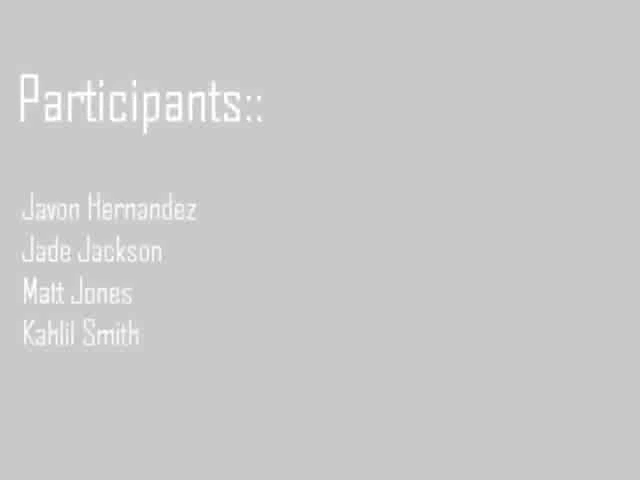 Participants::
Javon Hernandez
Jade Jackson
Matt Jones
Kahlil Smith